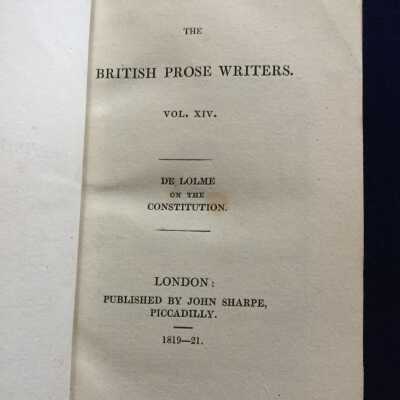 THE
BRITISH PROSE WRITERS.
VOL. XIV.
DE LOLME
ON THE
CONSTITUTION.
LONDON:
PUBLISHED BY JOHN SHARPE,
PICCADILLY.
1819—21.